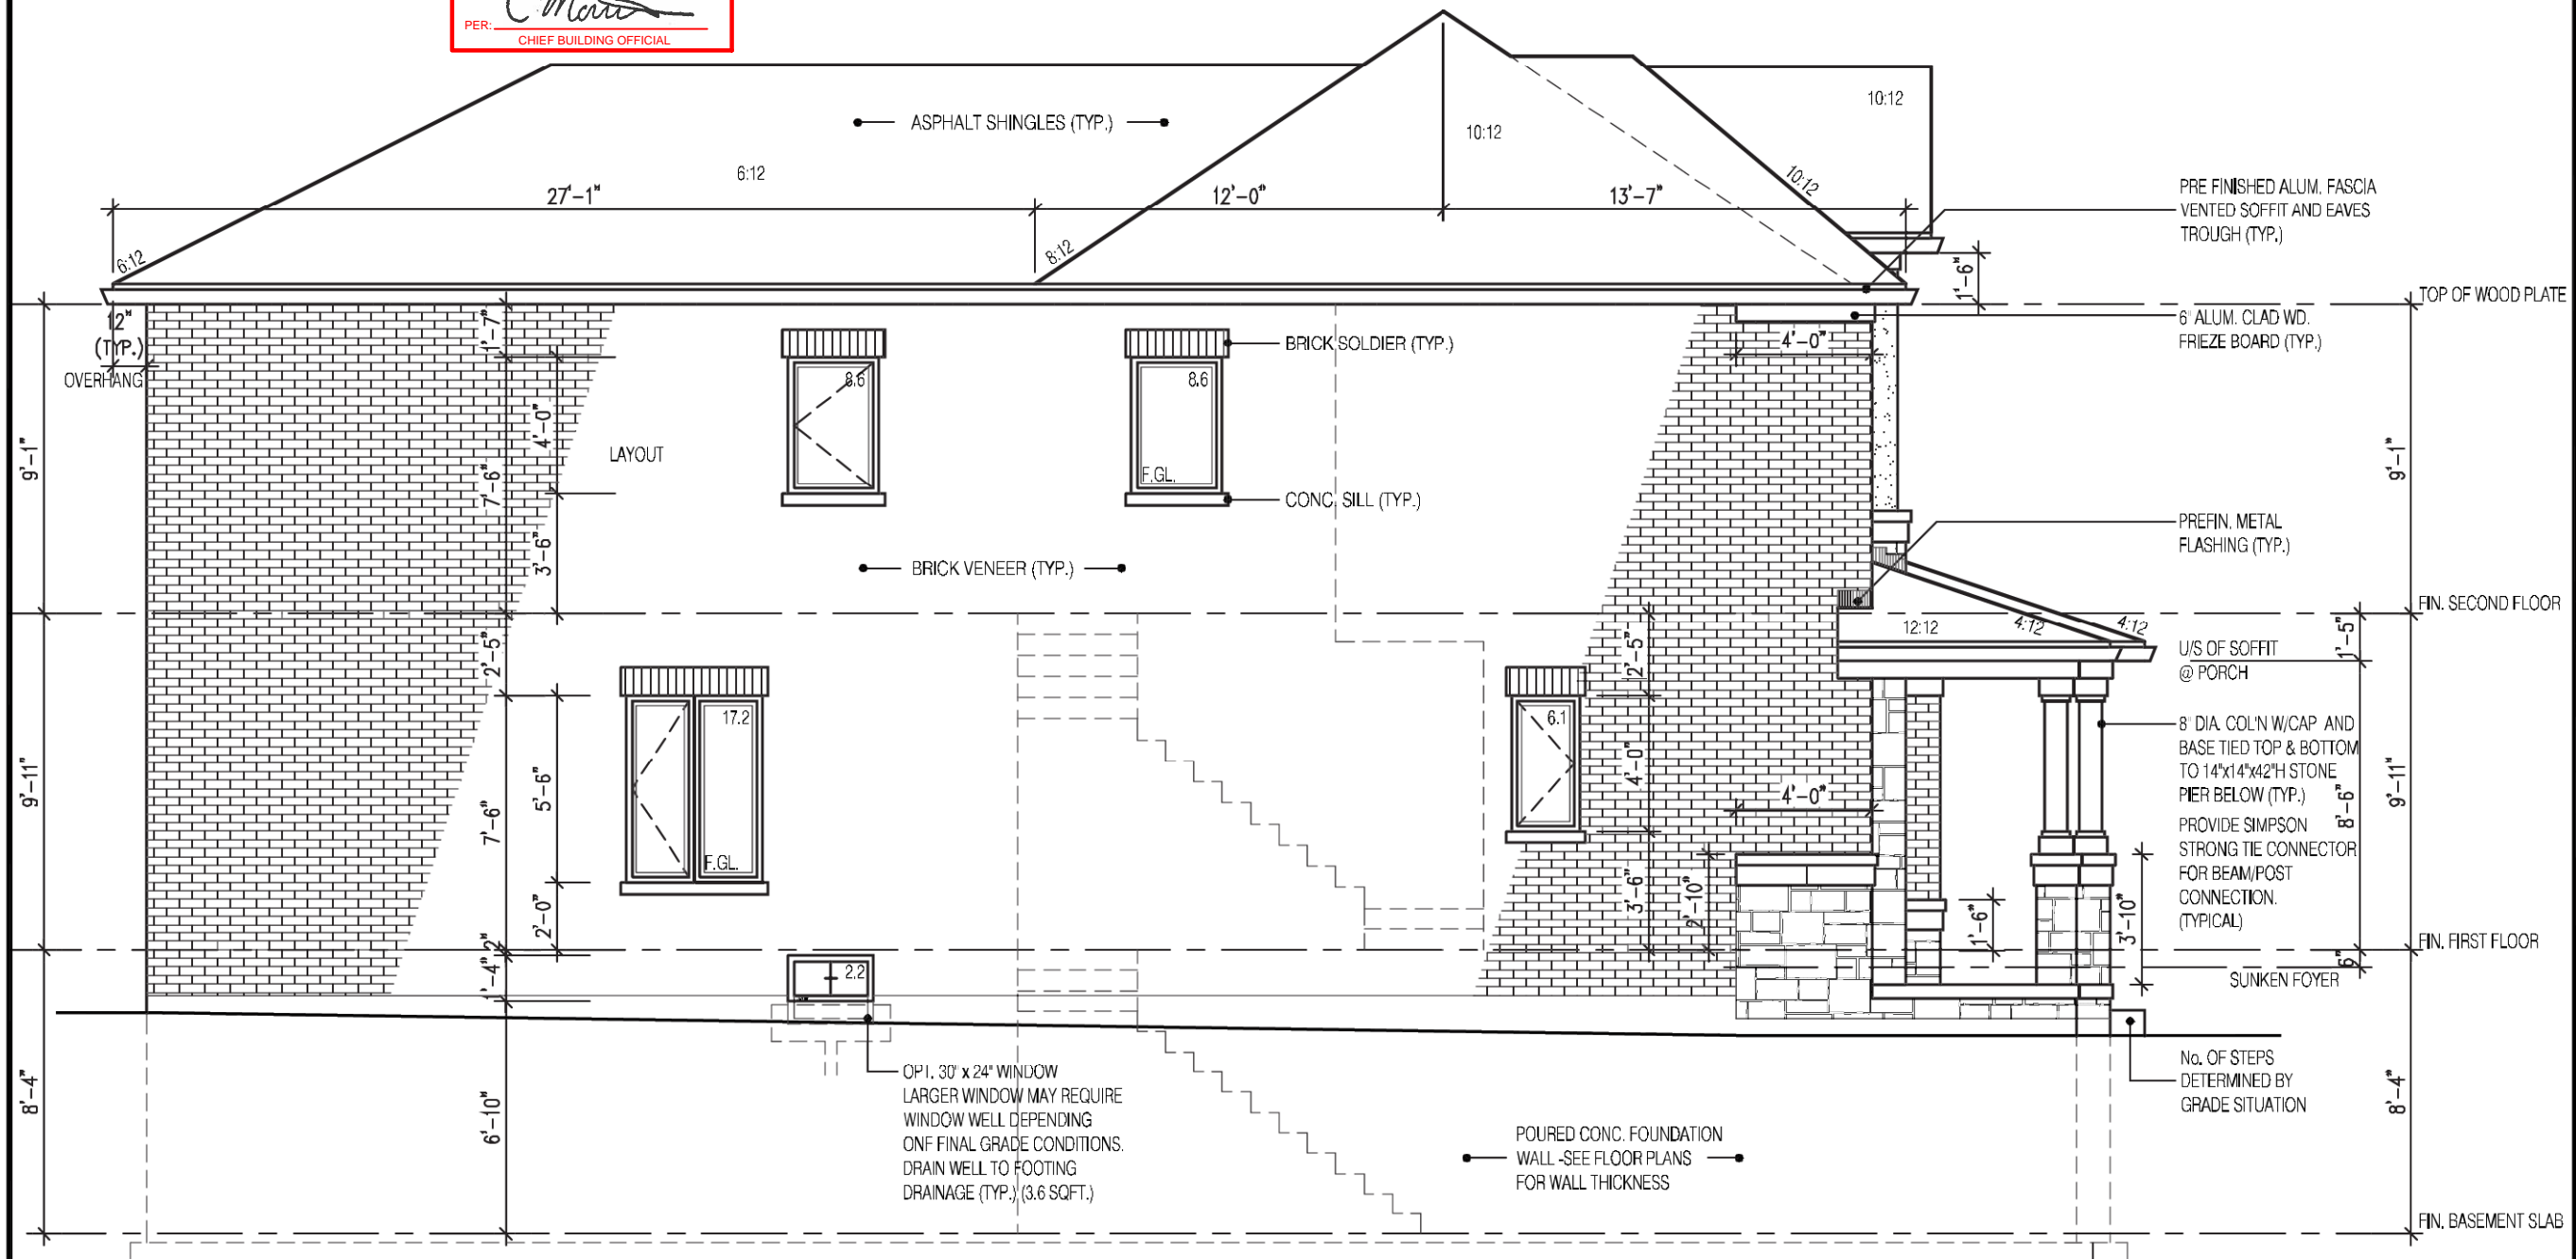 PER:
CHIEF BUILDING OFFICIAL
ASPHALT SHINGLES (TYP.)
10:12
10:12
6:12
10:12
27'-1"
12'-0"
13'-7"
6:12
8:12
PRE FINISHED ALUM. FASCIA
VENTED SOFFIT AND EAVES
TROUGH (TYP.)
1'-6"
TOP OF WOOD PLATE
6" ALUM. CLAD WD.
FRIEZE BOARD (TYP.)
12"
(TYP.)
OVERHANG
1'-7"
BRICK SOLDIER (TYP.)
4'-0"
8.6
8.6
F.GL.
4'-0"
LAYOUT
9'-1"
7'-6"
9'-1"
CONC. SILL (TYP.)
3'-6"
BRICK VENEER (TYP.)
PREFIN. METAL
FLASHING (TYP.)
FIN. SECOND FLOOR
2'-5"
2'-5"
12:12
4:12
4:12
1'-5"
U/S OF SOFFIT
@ PORCH
17.2
F.GL.
6.1
8" DIA. COL'N W/CAP AND
BASE TIED TOP & BOTTOM
TO 14"x14"x42"H STONE
PIER BELOW (TYP.)
PROVIDE SIMPSON
STRONG TIE CONNECTOR
FOR BEAM/POST
CONNECTION.
(TYPICAL)
9'-11"
7'-6"
5'-6"
4'-0"
4'-0"
8'-6"
9'-11"
2'-0"
3'-6"
2'-10"
1'-6"
3'-10"
FIN. FIRST FLOOR
2"
6"
SUNKEN FOYER
1'-4"
2.2
OPT. 30" x 24" WINDOW
LARGER WINDOW MAY REQUIRE
WINDOW WELL DEPENDING
ONF FINAL GRADE CONDITIONS.
DRAIN WELL TO FOOTING
DRAINAGE (TYP.) (3.6 SQFT.)
No. OF STEPS
DETERMINED BY
GRADE SITUATION
8'-4"
6'-10"
8'-4"
POURED CONC. FOUNDATION
WALL -SEE FLOOR PLANS
FOR WALL THICKNESS
FIN. BASEMENT SLAB